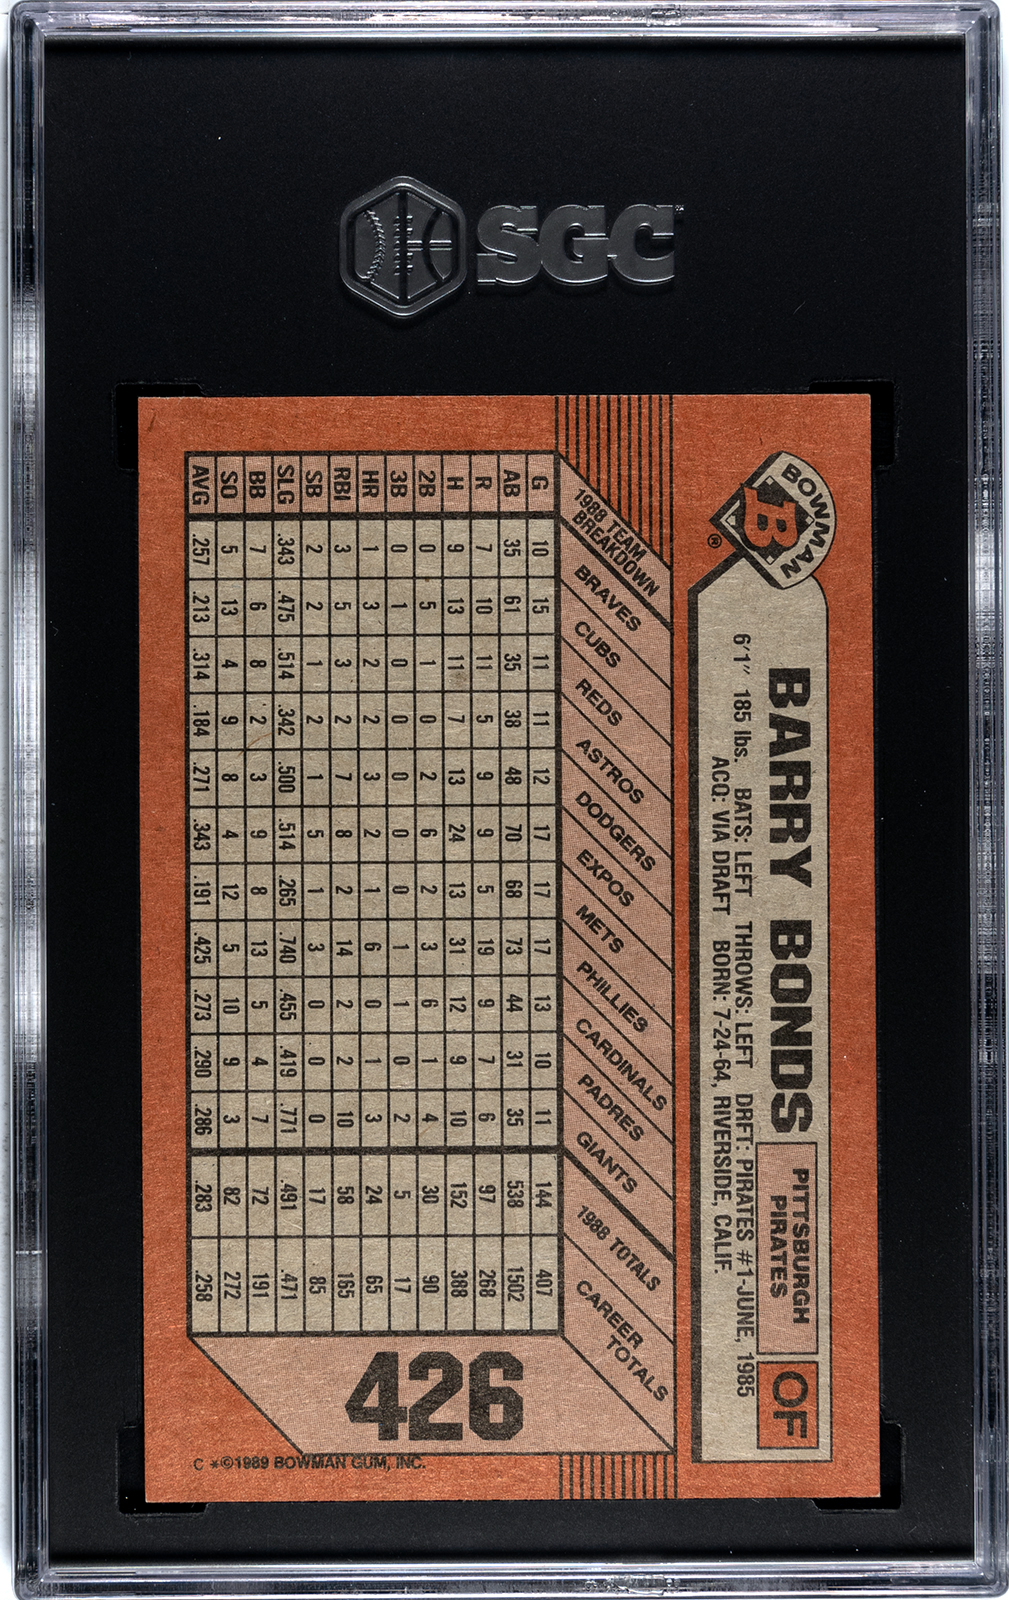 SGC
BOWMAN
B
®
BARRY BONDS
PITTSBURGH
PIRATES
OF
6'1" 185 lbs. BATS: LEFT THROWS: LEFT DRFT: PIRATES #1-JUNE, 1985
ACQ: VIA DRAFT BORN: 7-24-64, RIVERSIDE, CALIF.
1988 TEAM
BREAKDOWN
BRAVES
CUBS
REDS
ASTROS
DODGERS
EXPOS
METS
PHILLIES
CARDINALS
PADRES
GIANTS
1988 TOTALS
CAREER
TOTALS
G 10 15 11 11 12 17 17 17 13 10 11 144 407
AB 35 61 35 38 48 70 68 73 44 31 35 538 1502
R 7 10 11 5 9 9 5 19 9 7 6 97 268
H 9 13 11 7 13 24 13 31 12 9 10 152 388
2B 0 5 1 0 2 6 2 3 6 1 4 30 90
3B 0 1 0 0 0 0 0 1 1 0 2 5 17
HR 1 3 2 2 3 2 1 6 0 1 3 24 65
RBI 3 5 3 2 7 8 2 14 2 2 10 58 165
SB 2 2 1 2 1 5 1 3 0 0 0 17 85
SLG .343 .475 .514 .342 .500 .514 .265 .740 .455 .419 .771 .491 .471
BB 7 6 8 2 3 9 8 13 5 4 7 72 191
SO 5 13 4 9 8 4 12 5 10 9 3 82 272
AVG .257 .213 .314 .184 .271 .343 .191 .425 .273 .290 .286 .283 .258
426
C *©1989 BOWMAN GUM, INC.